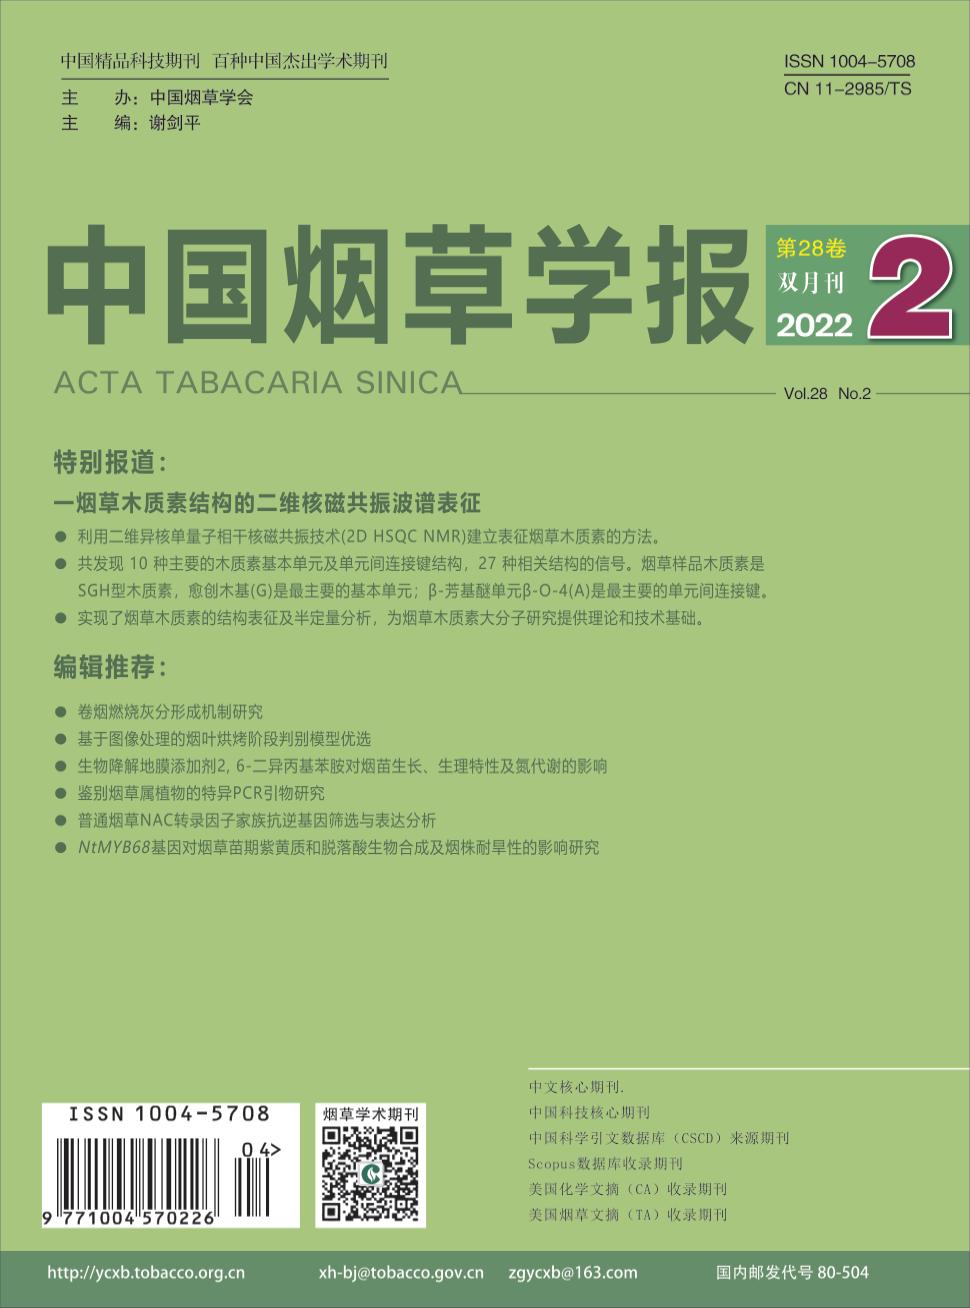 中国精品科技期刊 百种中国杰出学术期刊
主 办：中国烟草学会
主 编：谢剑平
ISSN 1004-5708
CN 11-2985/TS
中国烟草学报
第28卷
双月刊
2022
2
ACTA TABACARIA SINICA
Vol.28 No.2
特别报道：
一烟草木质素结构的二维核磁共振波谱表征
● 利用二维异核单量子相干核磁共振技术(2D HSQC NMR)建立表征烟草木质素的方法。
● 共发现 10 种主要的木质素基本单元及单元间连接键结构，27 种相关结构的信号。烟草样品木质素是
SGH型木质素，愈创木基(G)是最主要的基本单元；β-芳基醚单元β-O-4(A)是最主要的单元间连接键。
● 实现了烟草木质素的结构表征及半定量分析，为烟草木质素大分子研究提供理论和技术基础。
编辑推荐：
● 卷烟燃烧灰分形成机制研究
● 基于图像处理的烟叶烘烤阶段判别模型优选
● 生物降解地膜添加剂2, 6-二异丙基苯胺对烟苗生长、生理特性及氮代谢的影响
● 鉴别烟草属植物的特异PCR引物研究
● 普通烟草NAC转录因子家族抗逆基因筛选与表达分析
● NtMYB68基因对烟草苗期紫黄质和脱落酸生物合成及烟株耐旱性的影响研究
中文核心期刊.
中国科技核心期刊
中国科学引文数据库（CSCD）来源期刊
Scopus数据库收录期刊
美国化学文摘（CA）收录期刊
美国烟草文摘（TA）收录期刊
ISSN 1004-5708
04>
9 771004 570226
烟草学术期刊
http://ycxb.tobacco.org.cn xh-bj@tobacco.gov.cn zgycxb@163.com 国内邮发代号 80-504